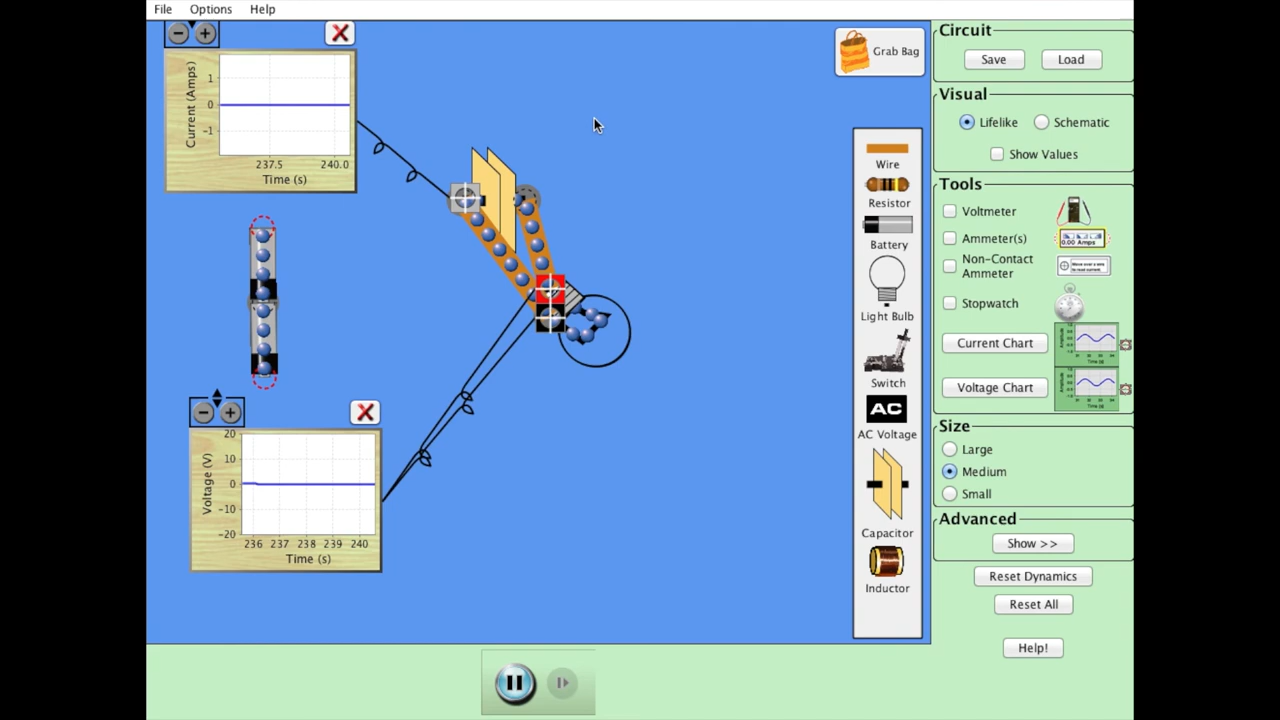 File Options Help
Current (Amps)
1
0
-1
237.5 240.0
Time (s)
Voltage (V)
20
10
0
-10
-20
236 237 238 239 240
Time (s)
Grab Bag
Wire
Resistor
Battery
Light Bulb
Switch
AC
AC Voltage
Capacitor
Inductor
Circuit
Save Load
Visual
Lifelike Schematic
Show Values
Tools
Voltmeter
Ammeter(s)
0.00 Amps
Non-Contact
Ammeter
Stopwatch
Current Chart
Voltage Chart
Size
Large
Medium
Small
Advanced
Show >>
Reset Dynamics
Reset All
Help!